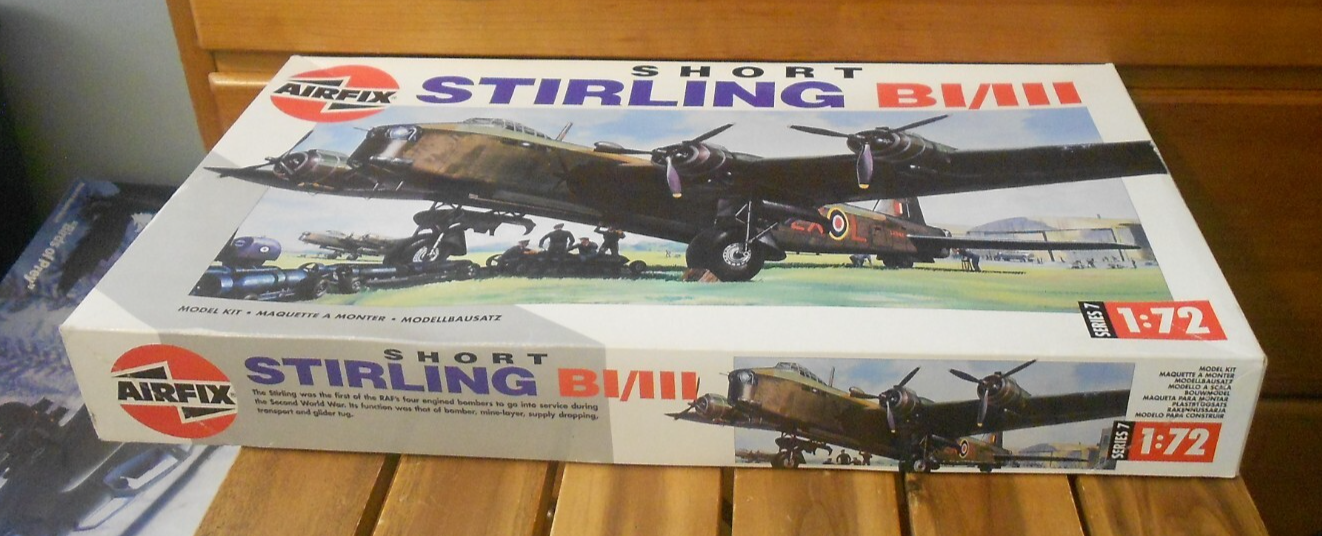 AIRFIX
SHORT
STIRLING BI/III
MODEL KIT • MAQUETTE A MONTER • MODELLBAUSATZ
SERIES 7
1:72
AIRFIX
SHORT
STIRLING BI/III
The Stirling was the first of the RAF's four engined bombers to go into service during
the Second World War. Its function was that of bomber, mine-layer, supply dropping,
transport and glider tug.
MODEL KIT
MAQUETTE A MONTER
MODELLBAUSATZ
MODELLO A SCALA
BOUWMODEL
MAQUETA PARA MONTAR
PLASTBYGGSATS
RAKENNUSSARJA
MODELO PARA CONSTRUIR
SERIES 7
1:72
Birds of Prey